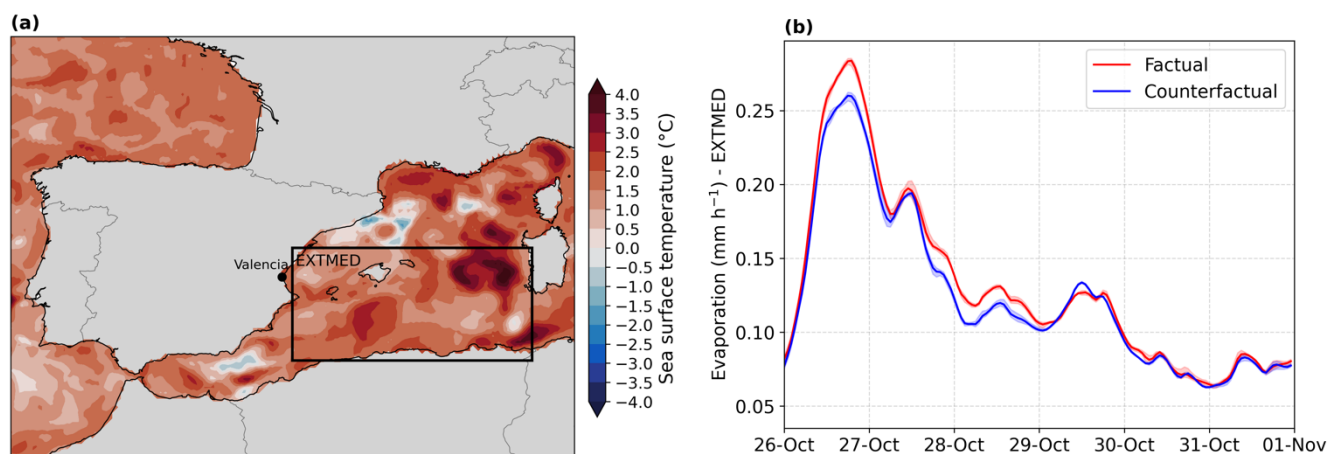 (a)
Valencia
EXTMED
4.0
3.5
3.0
2.5
2.0
1.5
1.0
0.5
0.0
−0.5
−1.0
−1.5
−2.0
−2.5
−3.0
−3.5
−4.0
Sea surface temperature (°C)
(b)
Factual
Counterfactual
Evaporation (mm h⁻¹) - EXTMED
0.25
0.20
0.15
0.10
0.05
26-Oct 27-Oct 28-Oct 29-Oct 30-Oct 31-Oct 01-Nov